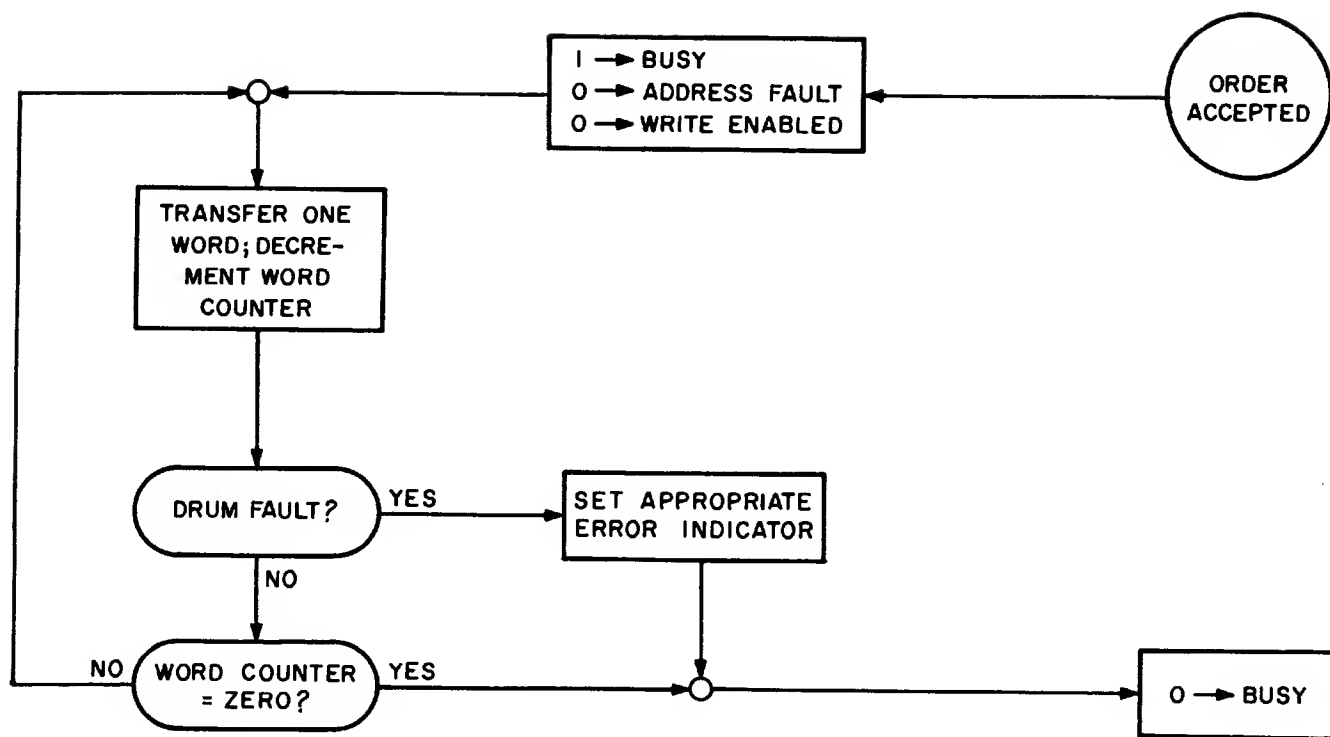 ORDER
ACCEPTED
1 → BUSY
0 → ADDRESS FAULT
0 → WRITE ENABLED
TRANSFER ONE
WORD; DECRE-
MENT WORD
COUNTER
DRUM FAULT?
YES
NO
SET APPROPRIATE
ERROR INDICATOR
WORD COUNTER
= ZERO?
NO
YES
0 → BUSY